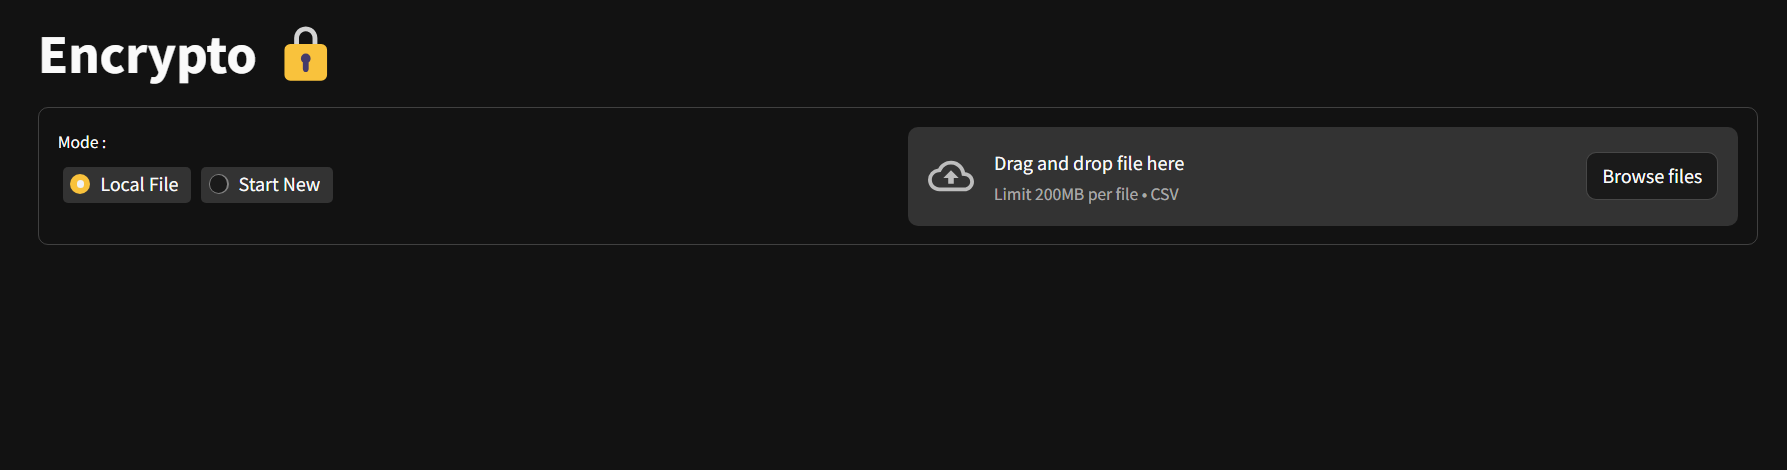 Encrypto
Mode :
Local File
Start New
Drag and drop file here
Limit 200MB per file • CSV
Browse files